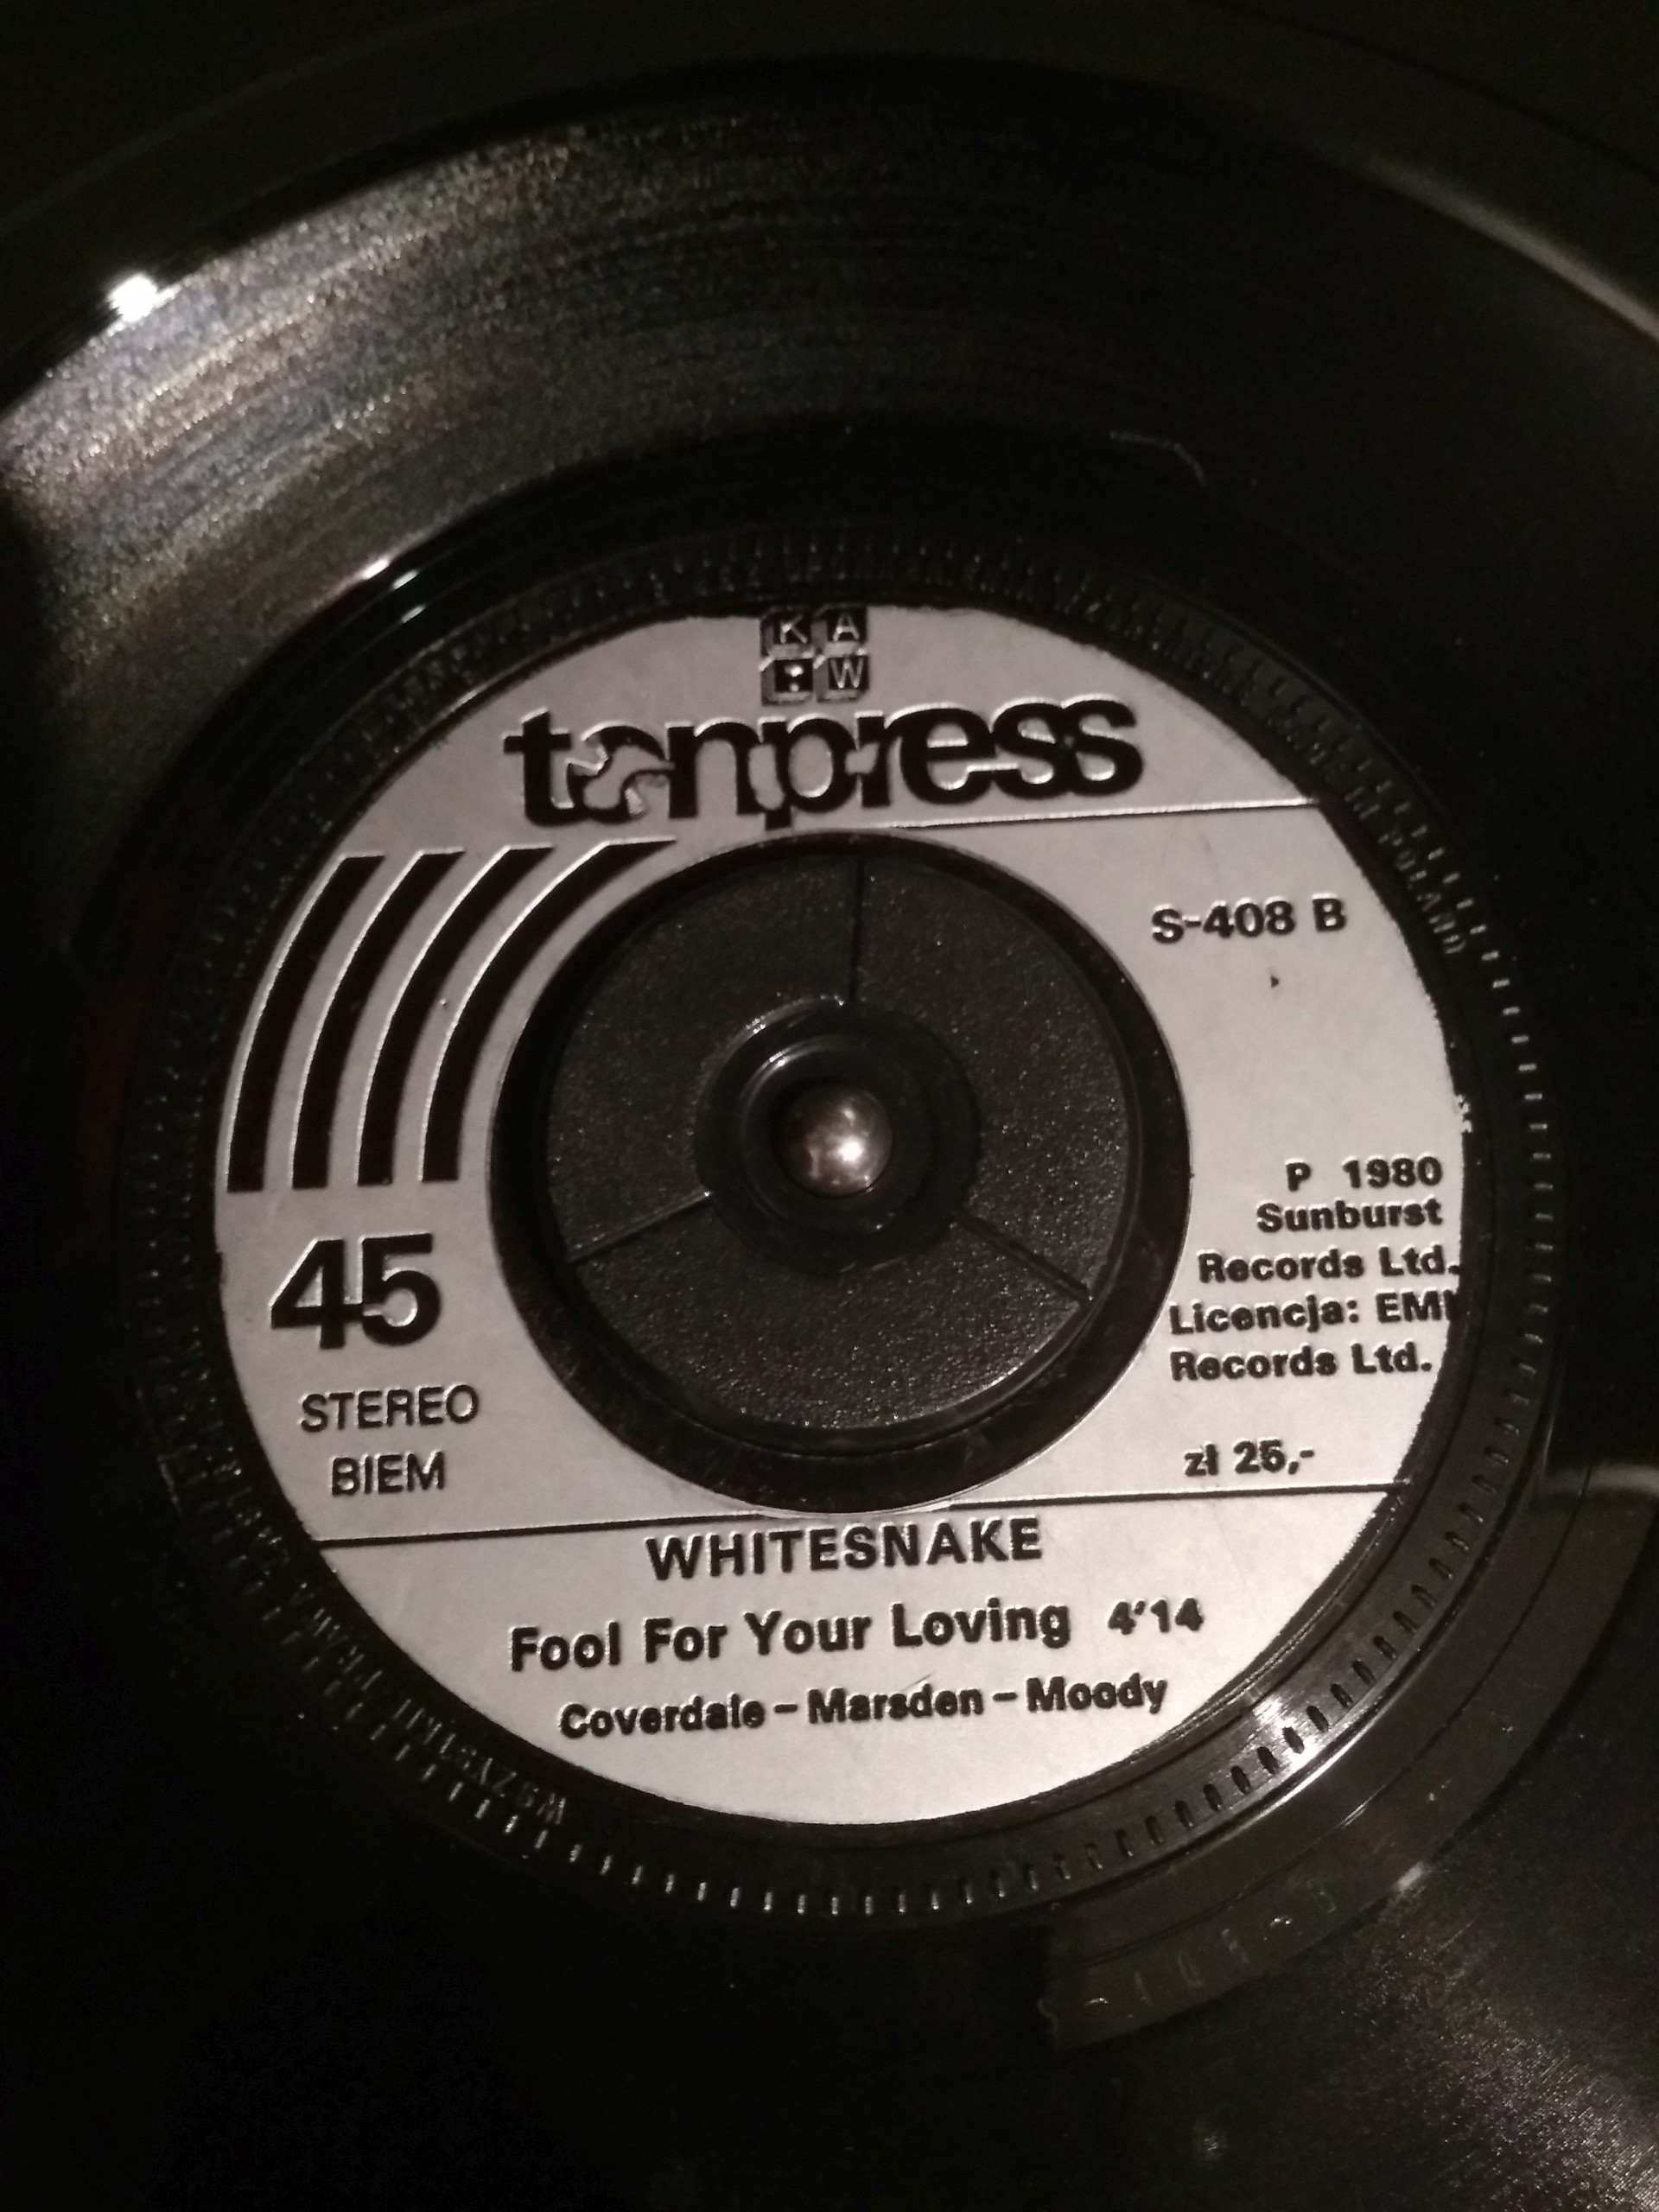 K A
W
tonpress
S-408 B
P 1980
Sunburst
Records Ltd.
Licencja: EMI
Records Ltd.
zł 25,-
45
STEREO
BIEM
WHITESNAKE
Fool For Your Loving 4'14
Coverdale – Marsden – Moody